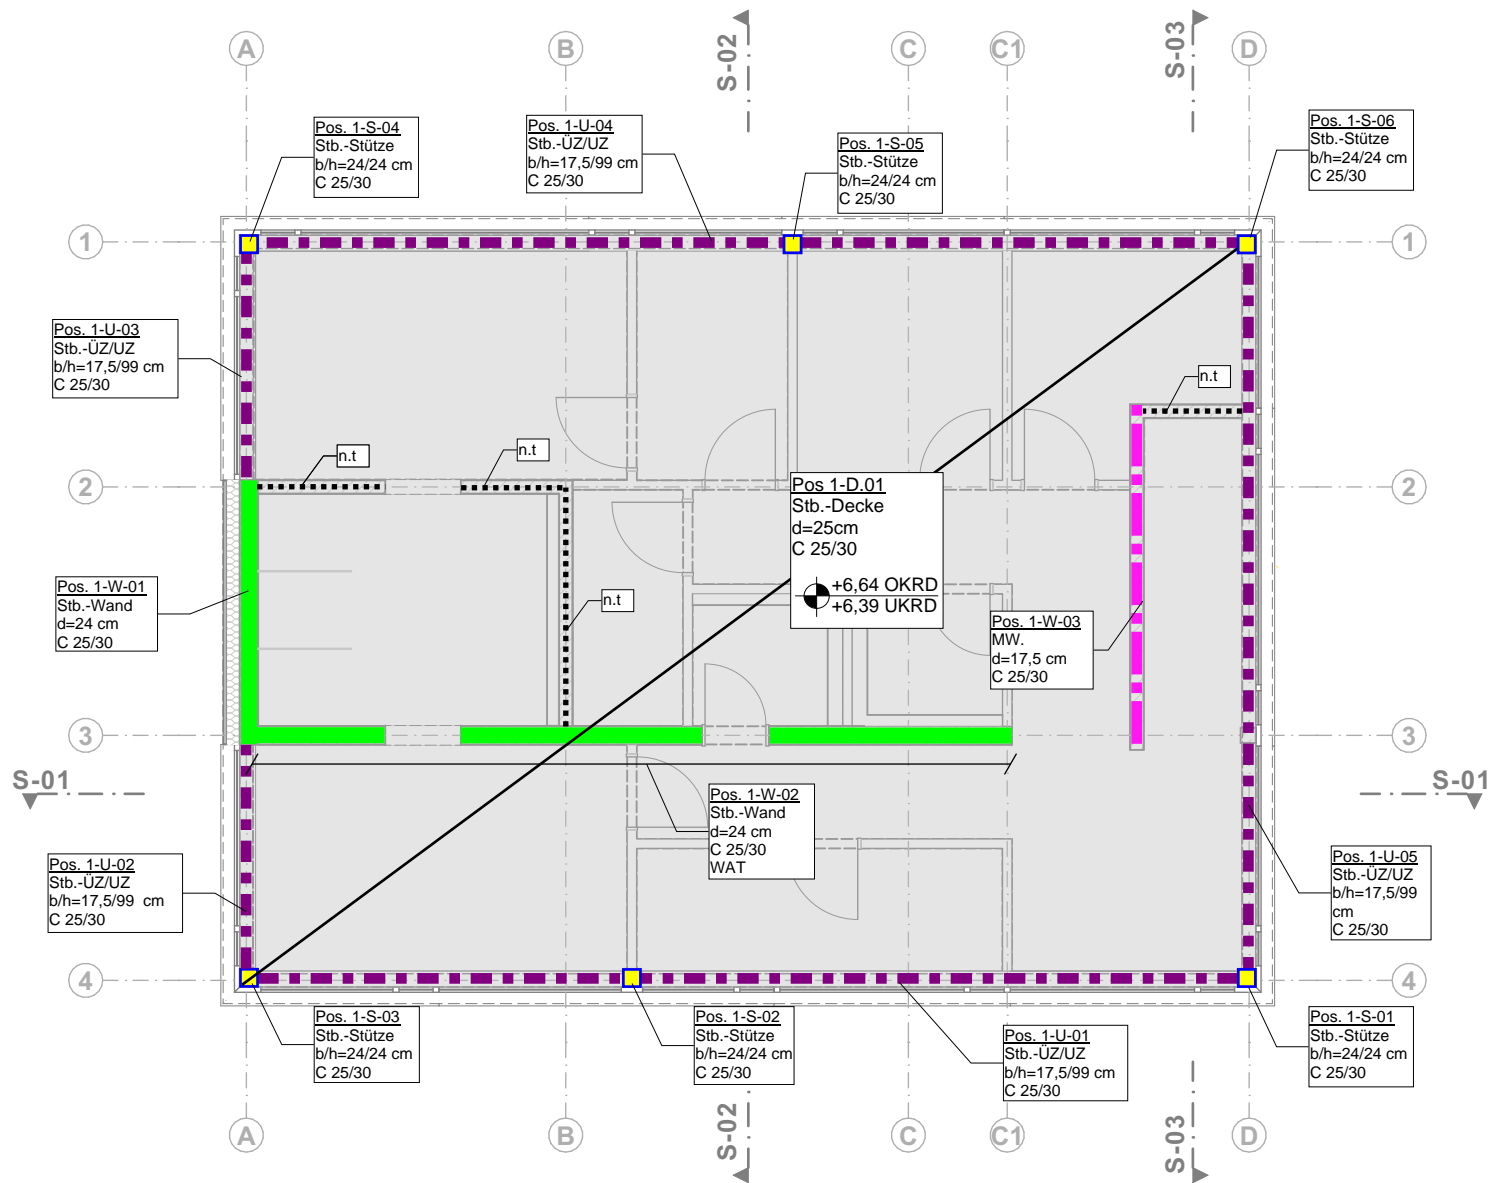 S-02
S-03
A
B
C
C1
D
Pos. 1-S-04
Stb.-Stütze
b/h=24/24 cm
C 25/30
Pos. 1-U-04
Stb.-ÜZ/UZ
b/h=17,5/99 cm
C 25/30
Pos. 1-S-05
Stb.-Stütze
b/h=24/24 cm
C 25/30
Pos. 1-S-06
Stb.-Stütze
b/h=24/24 cm
C 25/30
1
1
Pos. 1-U-03
Stb.-ÜZ/UZ
b/h=17,5/99 cm
C 25/30
n.t
n.t
n.t
2
2
Pos 1-D.01
Stb.-Decke
d=25cm
C 25/30
+6,64 OKRD
+6,39 UKRD
Pos. 1-W-01
Stb.-Wand
d=24 cm
C 25/30
n.t
Pos. 1-W-03
MW.
d=17,5 cm
C 25/30
3
3
S-01
S-01
Pos. 1-W-02
Stb.-Wand
d=24 cm
C 25/30
WAT
Pos. 1-U-02
Stb.-ÜZ/UZ
b/h=17,5/99 cm
C 25/30
Pos. 1-U-05
Stb.-ÜZ/UZ
b/h=17,5/99
cm
C 25/30
4
4
Pos. 1-S-03
Stb.-Stütze
b/h=24/24 cm
C 25/30
Pos. 1-S-02
Stb.-Stütze
b/h=24/24 cm
C 25/30
Pos. 1-U-01
Stb.-ÜZ/UZ
b/h=17,5/99 cm
C 25/30
Pos. 1-S-01
Stb.-Stütze
b/h=24/24 cm
C 25/30
A
B
S-02
C
C1
S-03
D